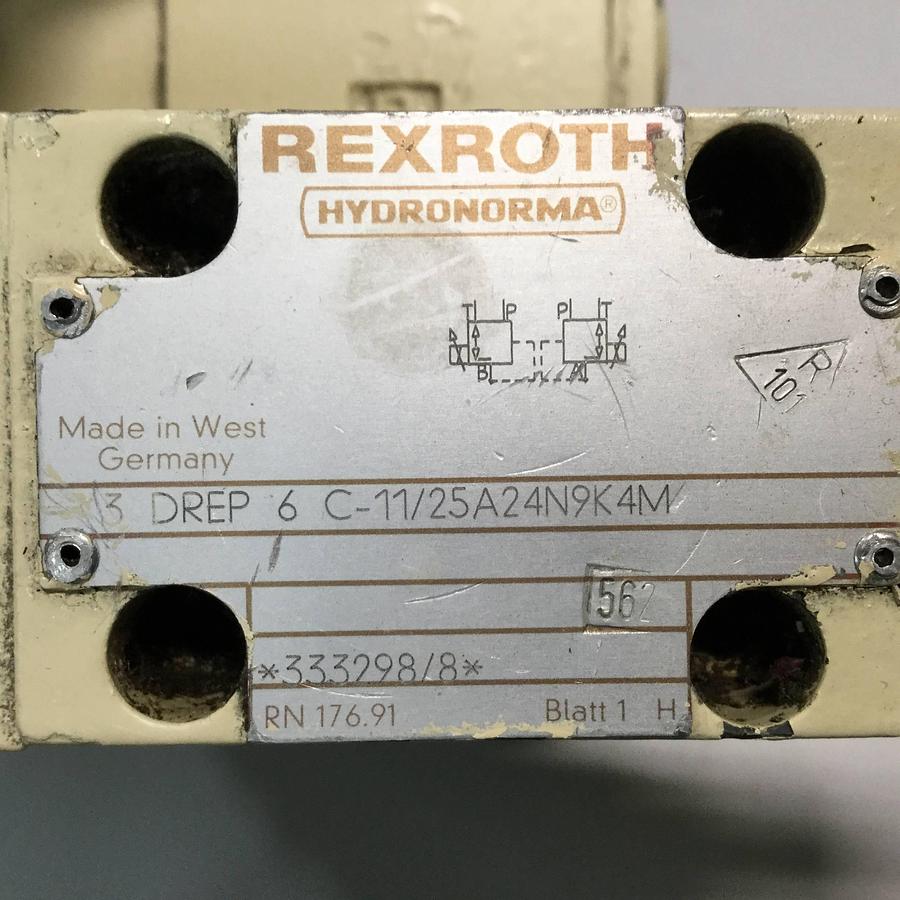 REXROTH
HYDRONORMA®
T P P T
B A
R
10
Made in West
Germany
3 DREP 6 C-11/25A24N9K4M
562
*333298/8*
RN 176.91 Blatt 1 H